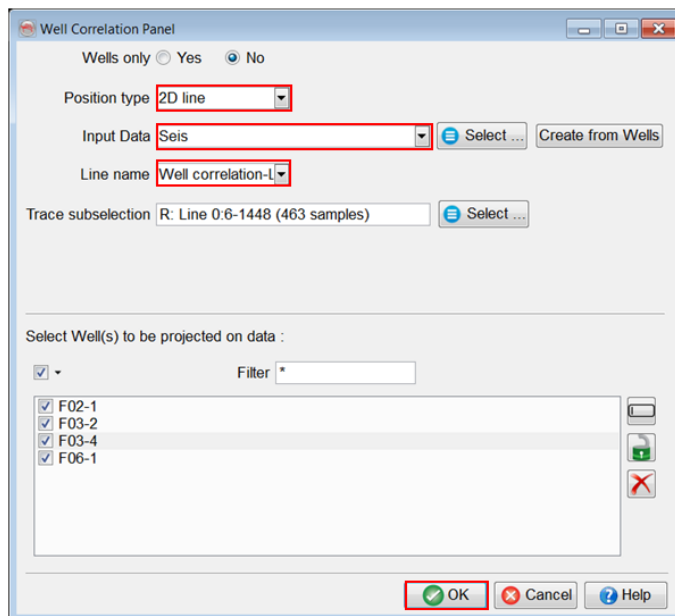 Well Correlation Panel
Wells only Yes No
Position type 2D line
Input Data Seis Select ... Create from Wells
Line name Well correlation-L
Trace subselection R: Line 0:6-1448 (463 samples) Select ...
Select Well(s) to be projected on data :
Filter *
F02-1
F03-2
F03-4
F06-1
OK Cancel Help